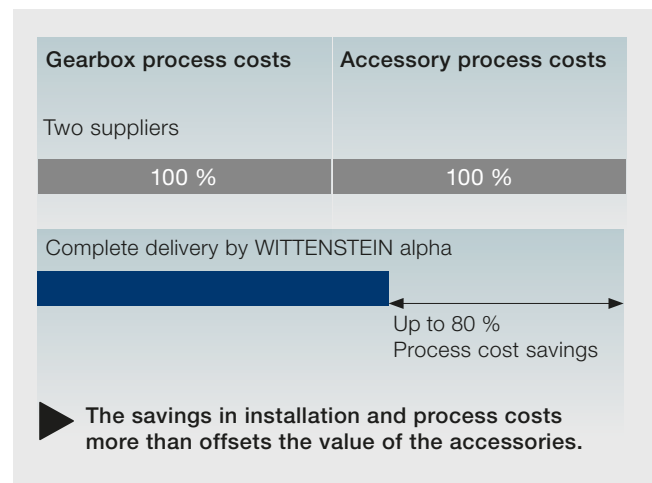 Gearbox process costs
Accessory process costs
Two suppliers
100 %
100 %
Complete delivery by WITTENSTEIN alpha
Up to 80 %
Process cost savings
The savings in installation and process costs
more than offsets the value of the accessories.